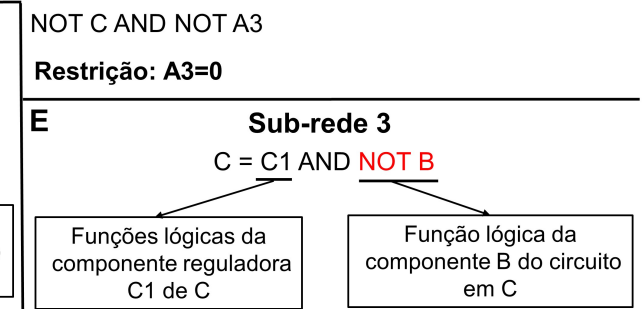 NOT C AND NOT A3
Restrição: A3=0
E
Sub-rede 3
C = C1 AND NOT B
Funções lógicas da
componente reguladora
C1 de C
Função lógica da
componente B do circuito
em C